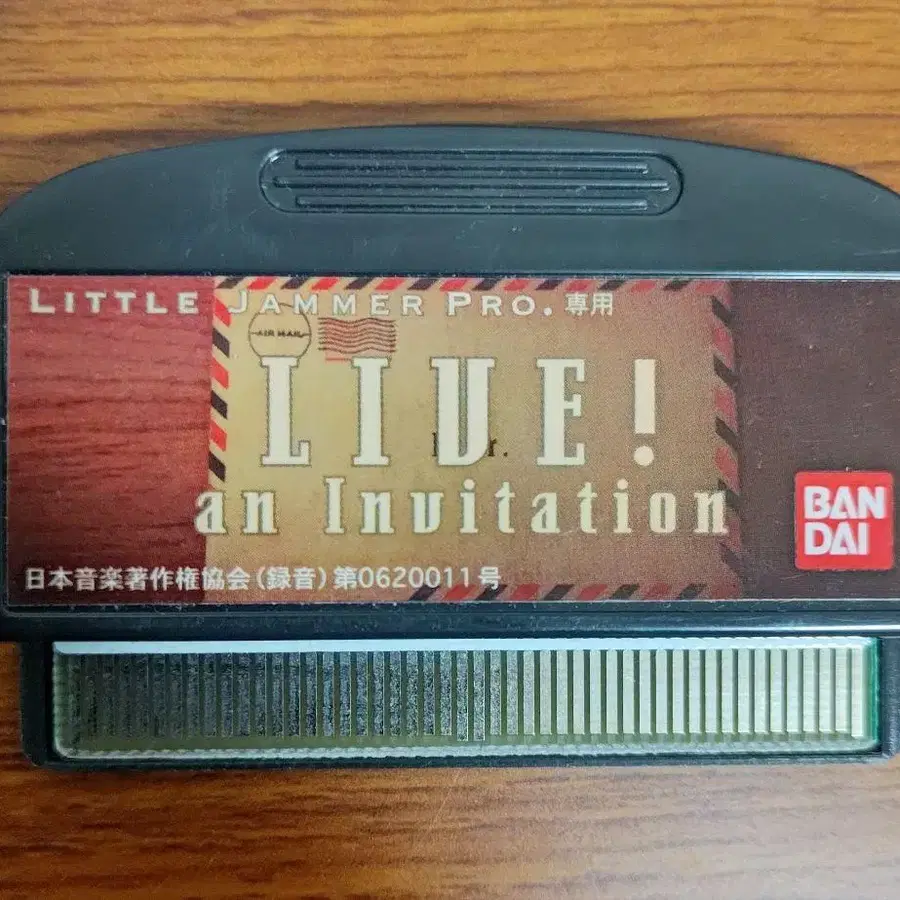 LITTLE JAMMER PRO. 専用
AIR MAIL
LIVE!
an Invitation
BAN
DAI
日本音楽著作権協会(録音)第0620011号